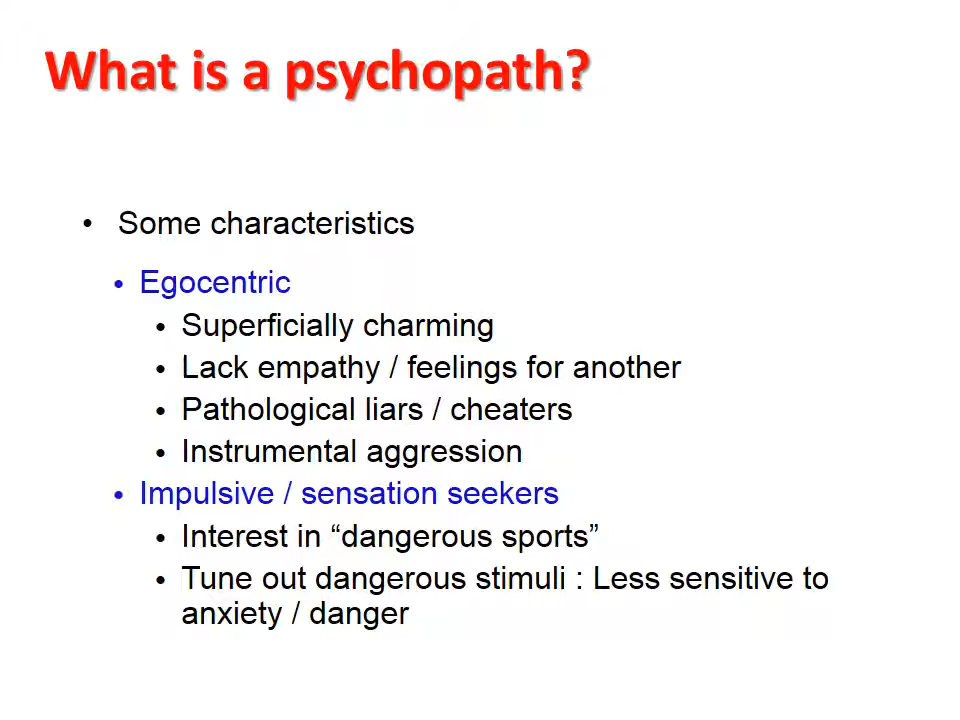 What is a psychopath?
• Some characteristics
• Egocentric
• Superficially charming
• Lack empathy / feelings for another
• Pathological liars / cheaters
• Instrumental aggression
• Impulsive / sensation seekers
• Interest in “dangerous sports”
• Tune out dangerous stimuli : Less sensitive to
anxiety / danger